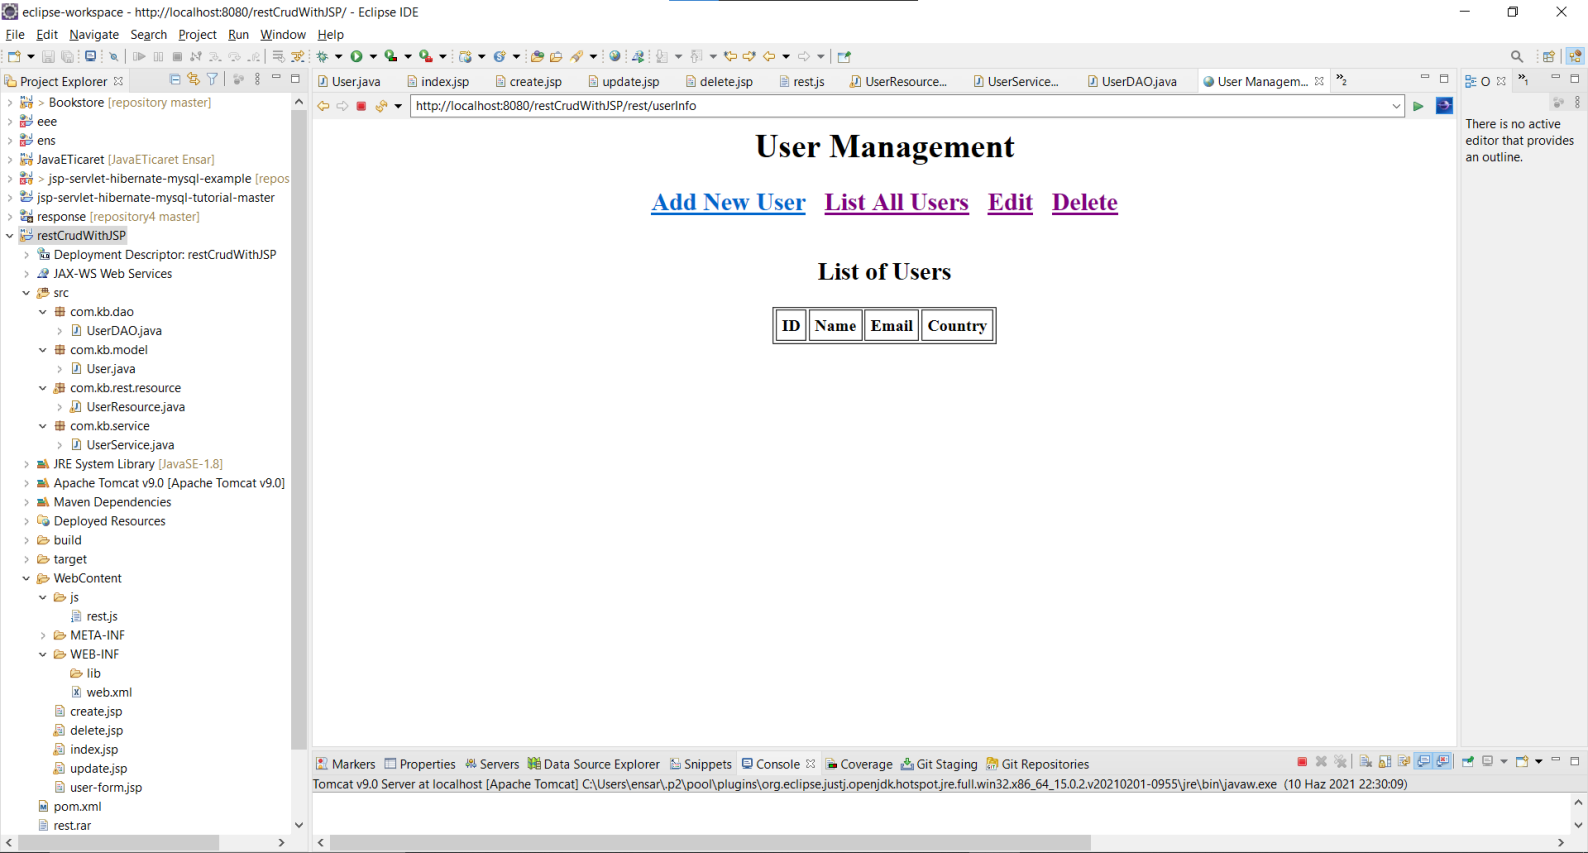 eclipse-workspace - http://localhost:8080/restCrudWithJSP/ - Eclipse IDE
File Edit Navigate Search Project Run Window Help
Project Explorer
User.java index.jsp create.jsp update.jsp delete.jsp rest.js UserResource... UserService... UserDAO.java User Managem... »2
O »1
http://localhost:8080/restCrudWithJSP/rest/userInfo
> Bookstore [repository master]
eee
ens
JavaETicaret [JavaETicaret Ensar]
> jsp-servlet-hibernate-mysql-example [repos
jsp-servlet-hibernate-mysql-tutorial-master
response [repository4 master]
restCrudWithJSP
Deployment Descriptor: restCrudWithJSP
JAX-WS Web Services
src
com.kb.dao
UserDAO.java
com.kb.model
User.java
com.kb.rest.resource
UserResource.java
com.kb.service
UserService.java
JRE System Library [JavaSE-1.8]
Apache Tomcat v9.0 [Apache Tomcat v9.0]
Maven Dependencies
Deployed Resources
build
target
WebContent
js
rest.js
META-INF
WEB-INF
lib
web.xml
create.jsp
delete.jsp
index.jsp
update.jsp
user-form.jsp
pom.xml
rest.rar
User Management
Add New User List All Users Edit Delete
List of Users
ID Name Email Country
There is no active
editor that provides
an outline.
Markers Properties Servers Data Source Explorer Snippets Console Coverage Git Staging Git Repositories
Tomcat v9.0 Server at localhost [Apache Tomcat] C:\Users\ensar\.p2\pool\plugins\org.eclipse.justj.openjdk.hotspot.jre.full.win32.x86_64_15.0.2.v20210201-0955\jre\bin\javaw.exe (10 Haz 2021 22:30:09)